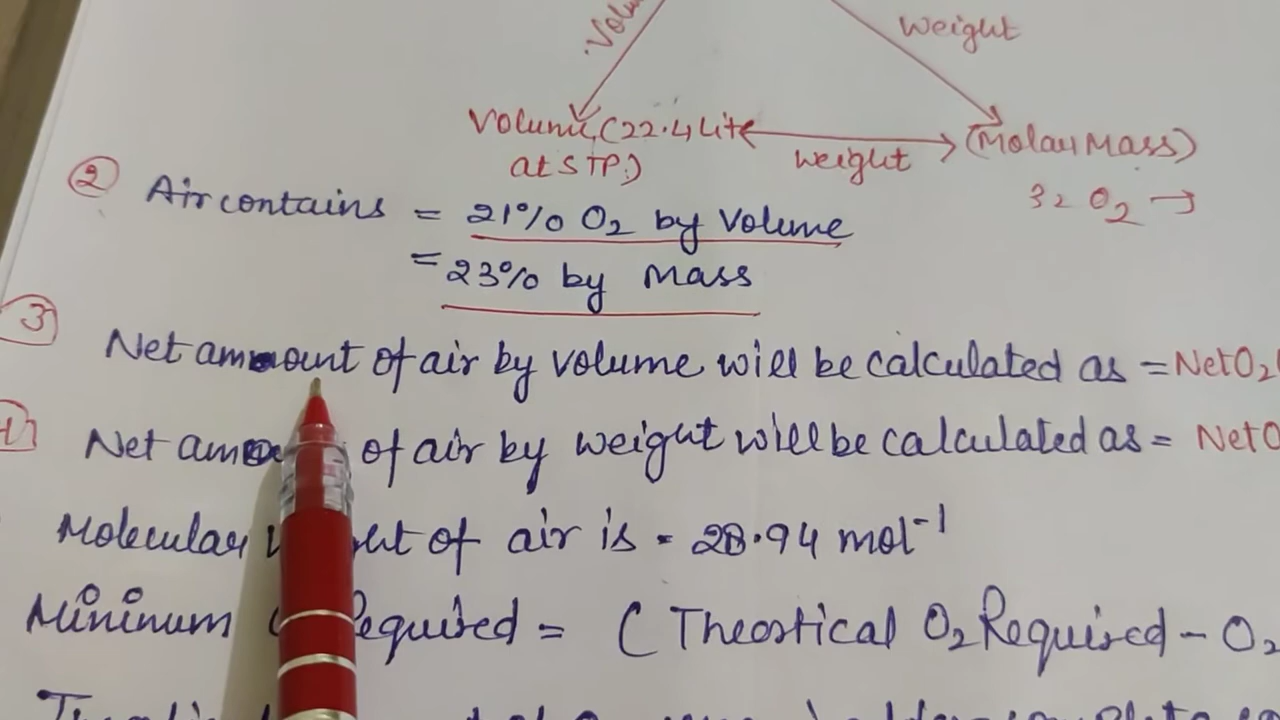 weight
Volume (22.4 Lite
at STP)
weight
(Molar Mass)
32 O2 →
② Air contains = 21% O2 by Volume
= 23% by Mass
③ Net amount of air by volume will be calculated as = Net O2
Net of air by weight will be calculated as = Net O
Molecular of air is = 28.94 mol-1
Mininum Required = ( Theortical O2 Required - O2